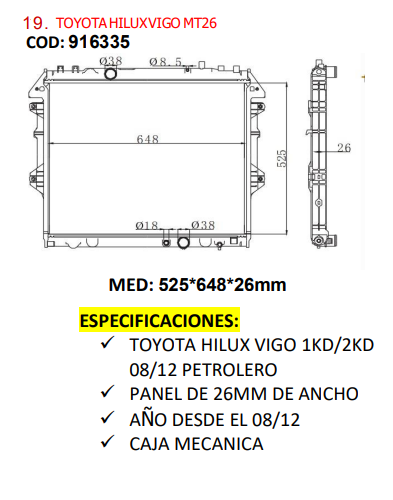 19. TOYOTA HILUX VIGO MT26
COD: 916335
Ø38 Ø8.5
648
525
26
Ø18 Ø38
MED: 525*648*26mm
ESPECIFICACIONES:
✓ TOYOTA HILUX VIGO 1KD/2KD
08/12 PETROLERO
✓ PANEL DE 26MM DE ANCHO
✓ AÑO DESDE EL 08/12
✓ CAJA MECANICA